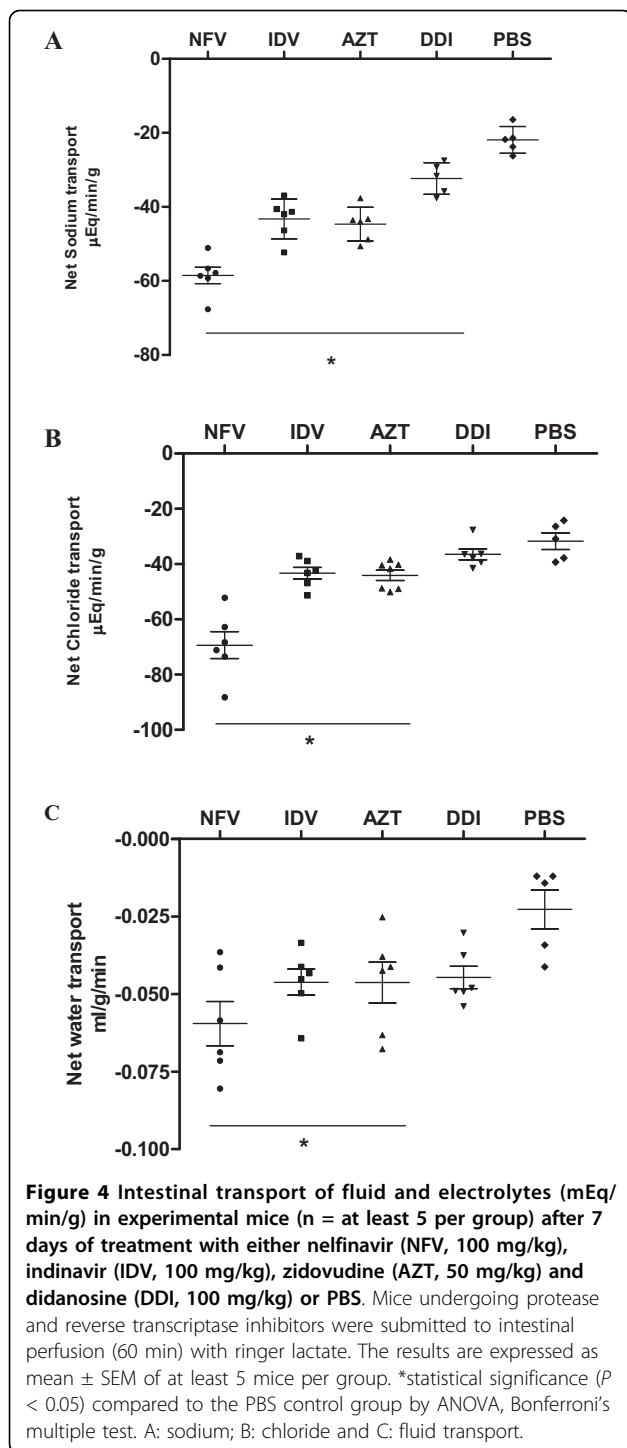 A
NFV IDV AZT DDI PBS
0
-20
-40
-60
-80
Net Sodium transport
µEq/min/g
*
B
NFV IDV AZT DDI PBS
0
-20
-40
-60
-80
-100
Net Chloride transport
µEq/min/g
*
C
NFV IDV AZT DDI PBS
-0.000
-0.025
-0.050
-0.075
-0.100
Net water transport
ml/g/min
*
Figure 4 Intestinal transport of fluid and electrolytes (mEq/
min/g) in experimental mice (n = at least 5 per group) after 7
days of treatment with either nelfinavir (NFV, 100 mg/kg),
indinavir (IDV, 100 mg/kg), zidovudine (AZT, 50 mg/kg) and
didanosine (DDI, 100 mg/kg) or PBS. Mice undergoing protease
and reverse transcriptase inhibitors were submitted to intestinal
perfusion (60 min) with ringer lactate. The results are expressed as
mean ± SEM of at least 5 mice per group. *statistical significance (P
< 0.05) compared to the PBS control group by ANOVA, Bonferroni's
multiple test. A: sodium; B: chloride and C: fluid transport.